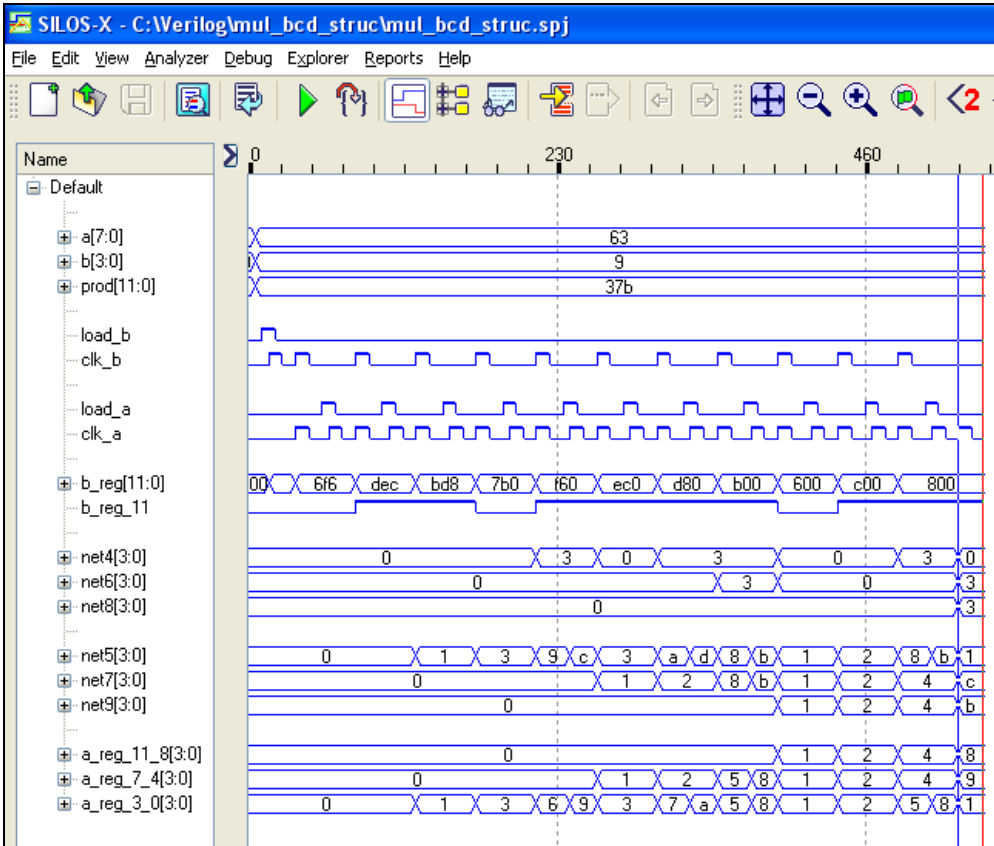 SILOS-X - C:\Verilog\mul_bcd_struc\mul_bcd_struc.spj
File Edit View Analyzer Debug Explorer Reports Help
<2
Name 0 230 460
Default
a[7:0] 63
b[3:0] 9
prod[11:0] 37b
load_b
clk_b
load_a
clk_a
b_reg[11:0] 00 6f6 dec bd8 7b0 f60 ec0 d80 b00 600 c00 800
b_reg_11
net4[3:0] 0 3 0 3 0 3 0
net6[3:0] 0 3 0 3
net8[3:0] 0 3
net5[3:0] 0 1 3 9 c 3 a d 8 b 1 2 8 b 1
net7[3:0] 0 1 2 8 b 1 2 4 c
net9[3:0] 0 1 2 4 b
a_reg_11_8[3:0] 0 1 2 4 8
a_reg_7_4[3:0] 0 1 2 5 8 1 2 4 9
a_reg_3_0[3:0] 0 1 3 6 9 3 7 a 5 8 1 2 5 8 1